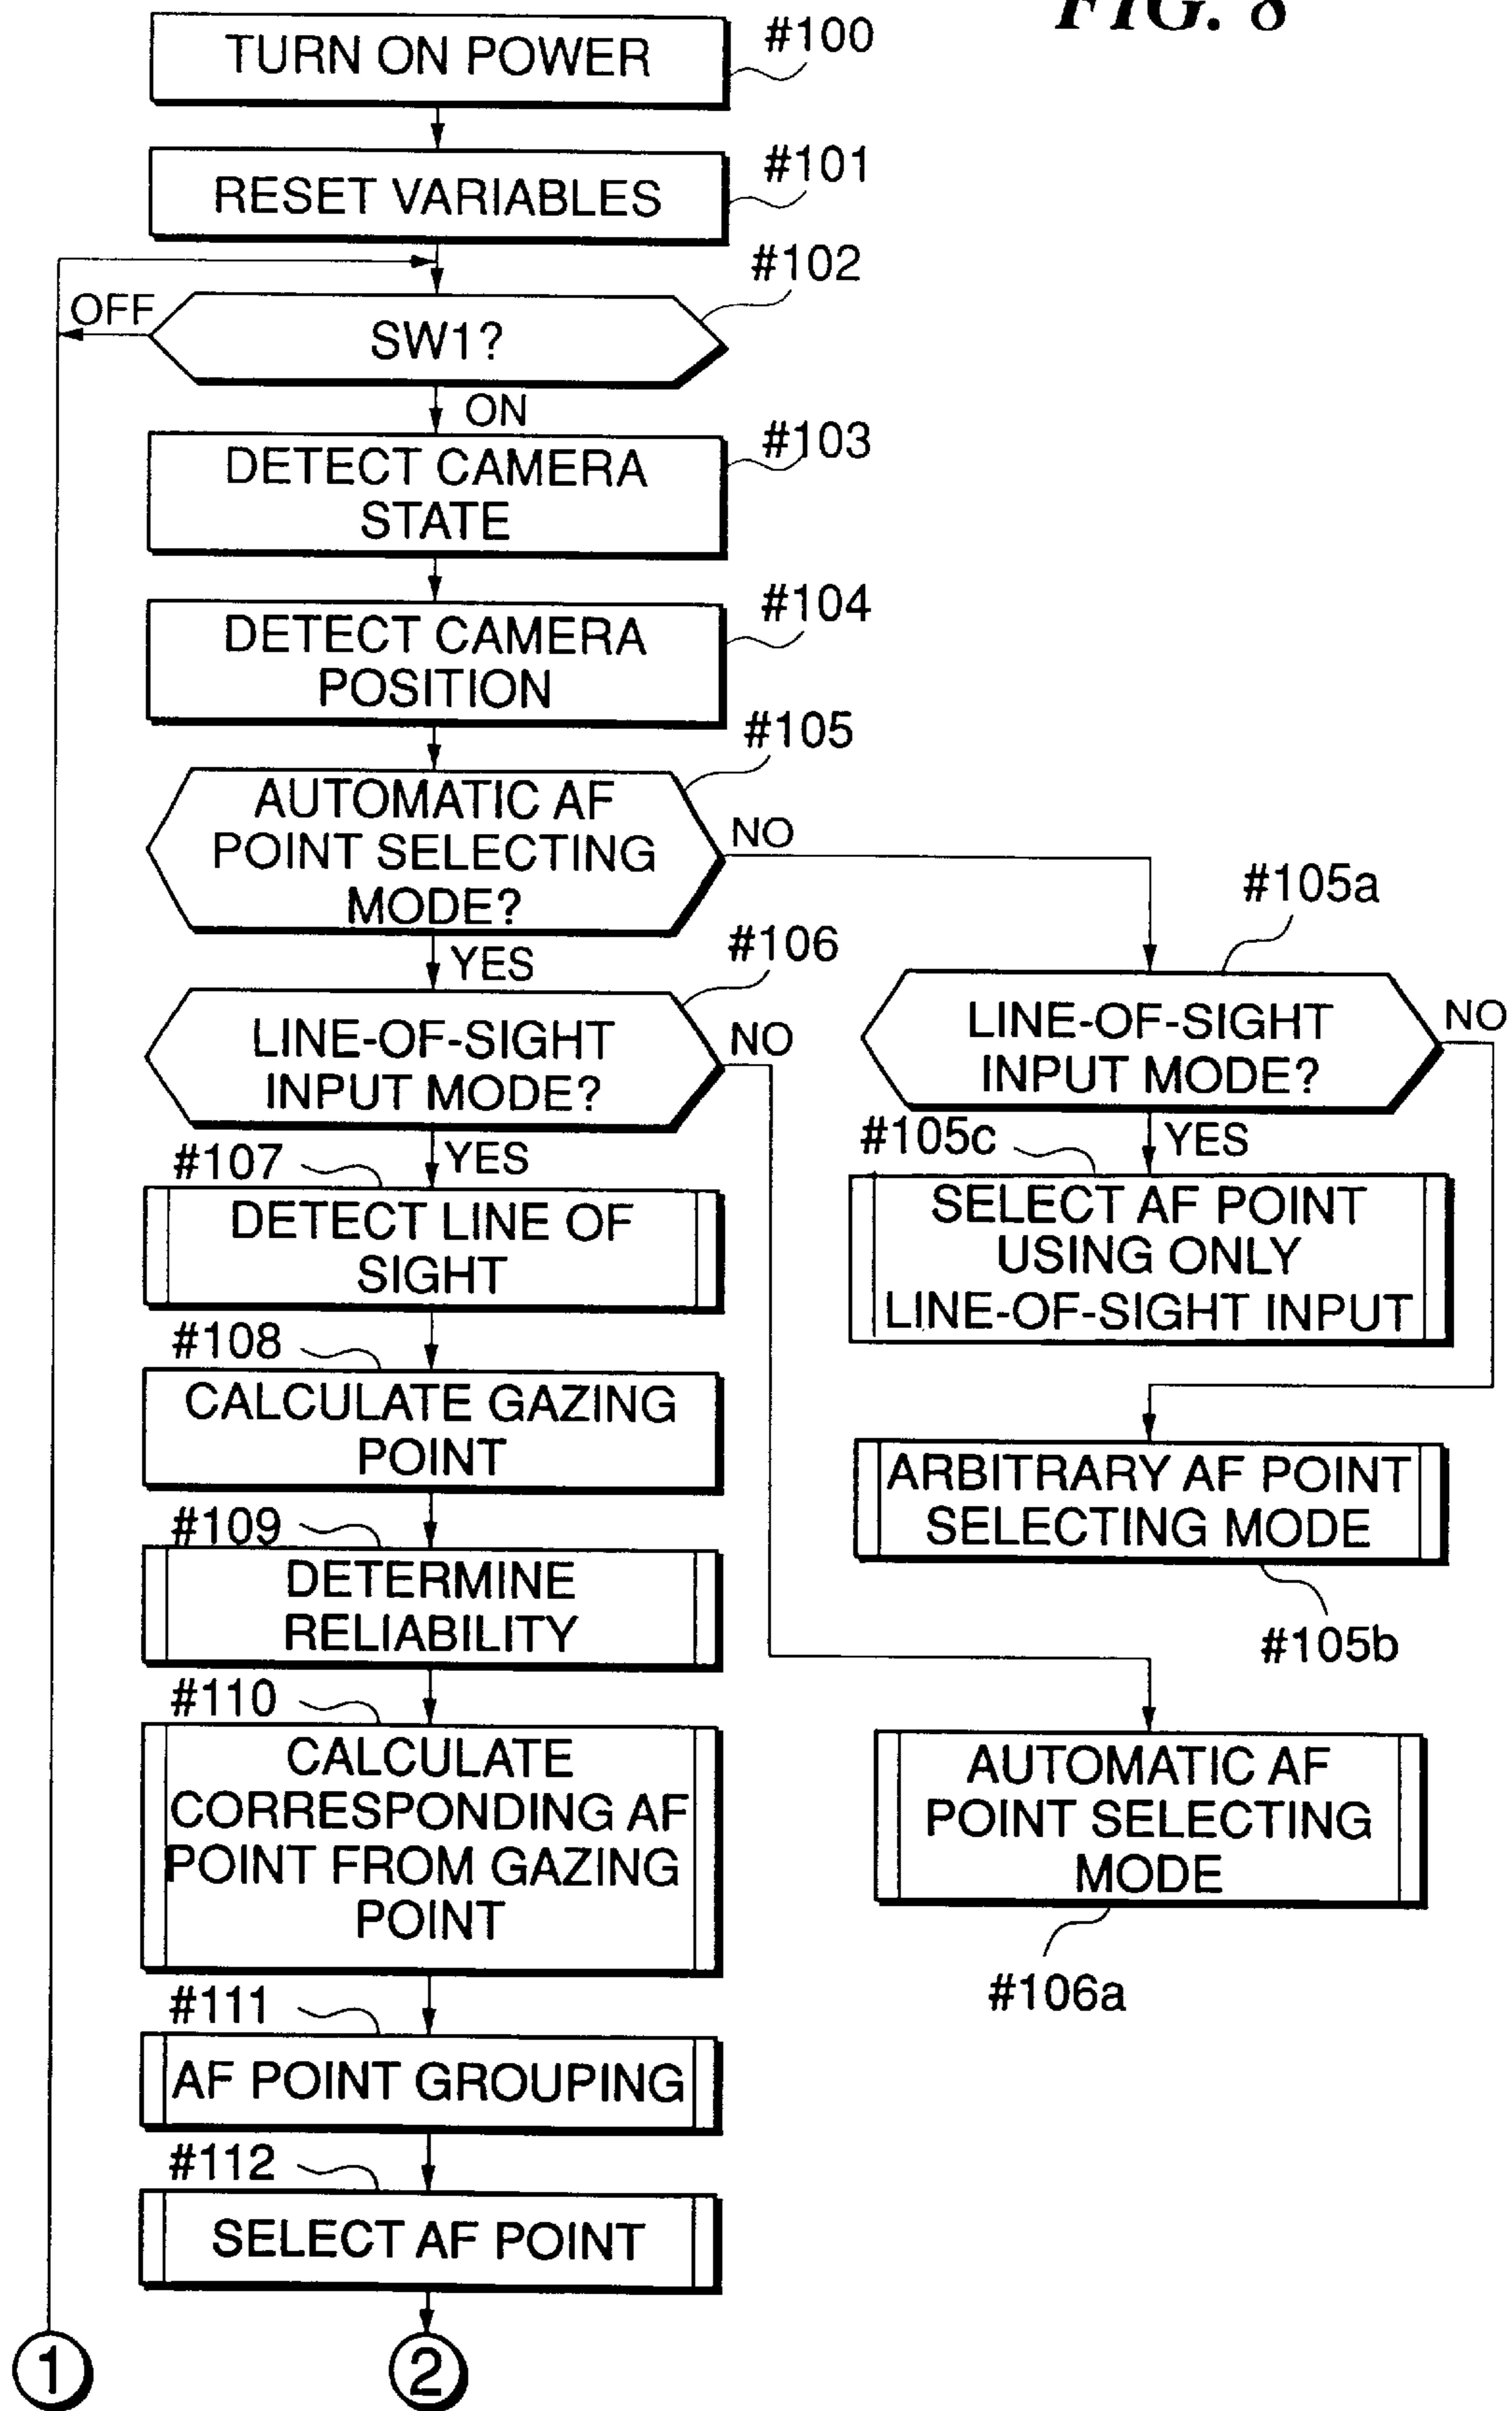 FIG. 8
TURN ON POWER
#100
RESET VARIABLES
#101
#102
OFF
SW1?
ON
DETECT CAMERA
STATE
#103
DETECT CAMERA
POSITION
#104
#105
AUTOMATIC AF
POINT SELECTING
MODE?
NO
YES
#106
LINE-OF-SIGHT
INPUT MODE?
NO
YES
#105a
LINE-OF-SIGHT
INPUT MODE?
NO
YES
#105c
SELECT AF POINT
USING ONLY
LINE-OF-SIGHT INPUT
ARBITRARY AF POINT
SELECTING MODE
#105b
#107
DETECT LINE OF
SIGHT
#108
CALCULATE GAZING
POINT
#109
DETERMINE
RELIABILITY
#110
CALCULATE
CORRESPONDING AF
POINT FROM GAZING
POINT
AUTOMATIC AF
POINT SELECTING
MODE
#106a
#111
AF POINT GROUPING
#112
SELECT AF POINT
1
2